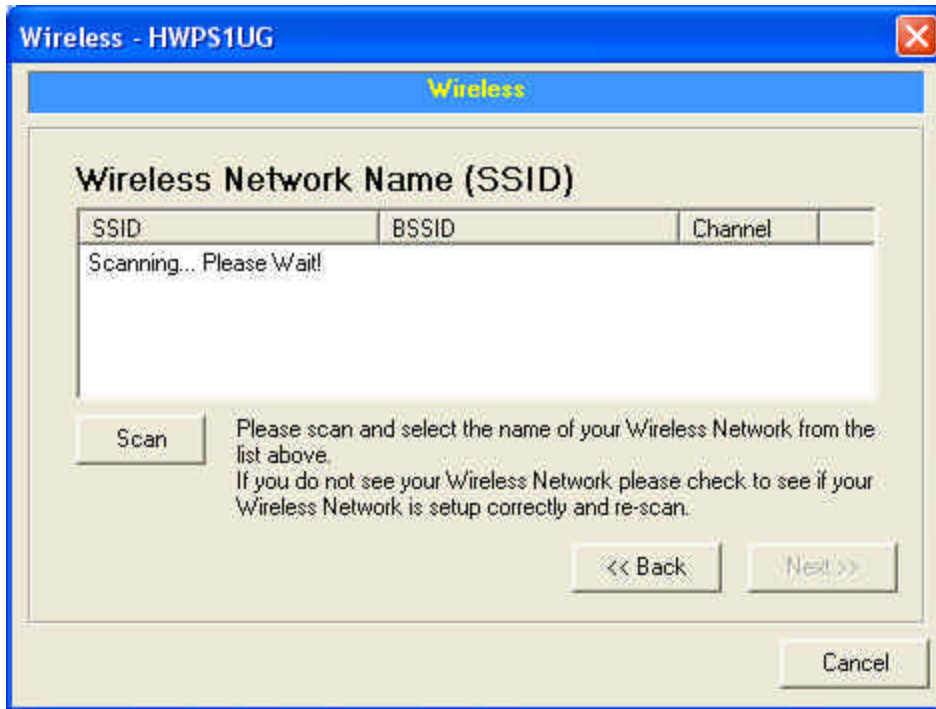 Wireless - HWPS1UG
Wireless
Wireless Network Name (SSID)
SSID BSSID Channel
Scanning... Please Wait!
Scan
Please scan and select the name of your Wireless Network from the
list above.
If you do not see your Wireless Network please check to see if your
Wireless Network is setup correctly and re-scan.
<< Back Next >>
Cancel